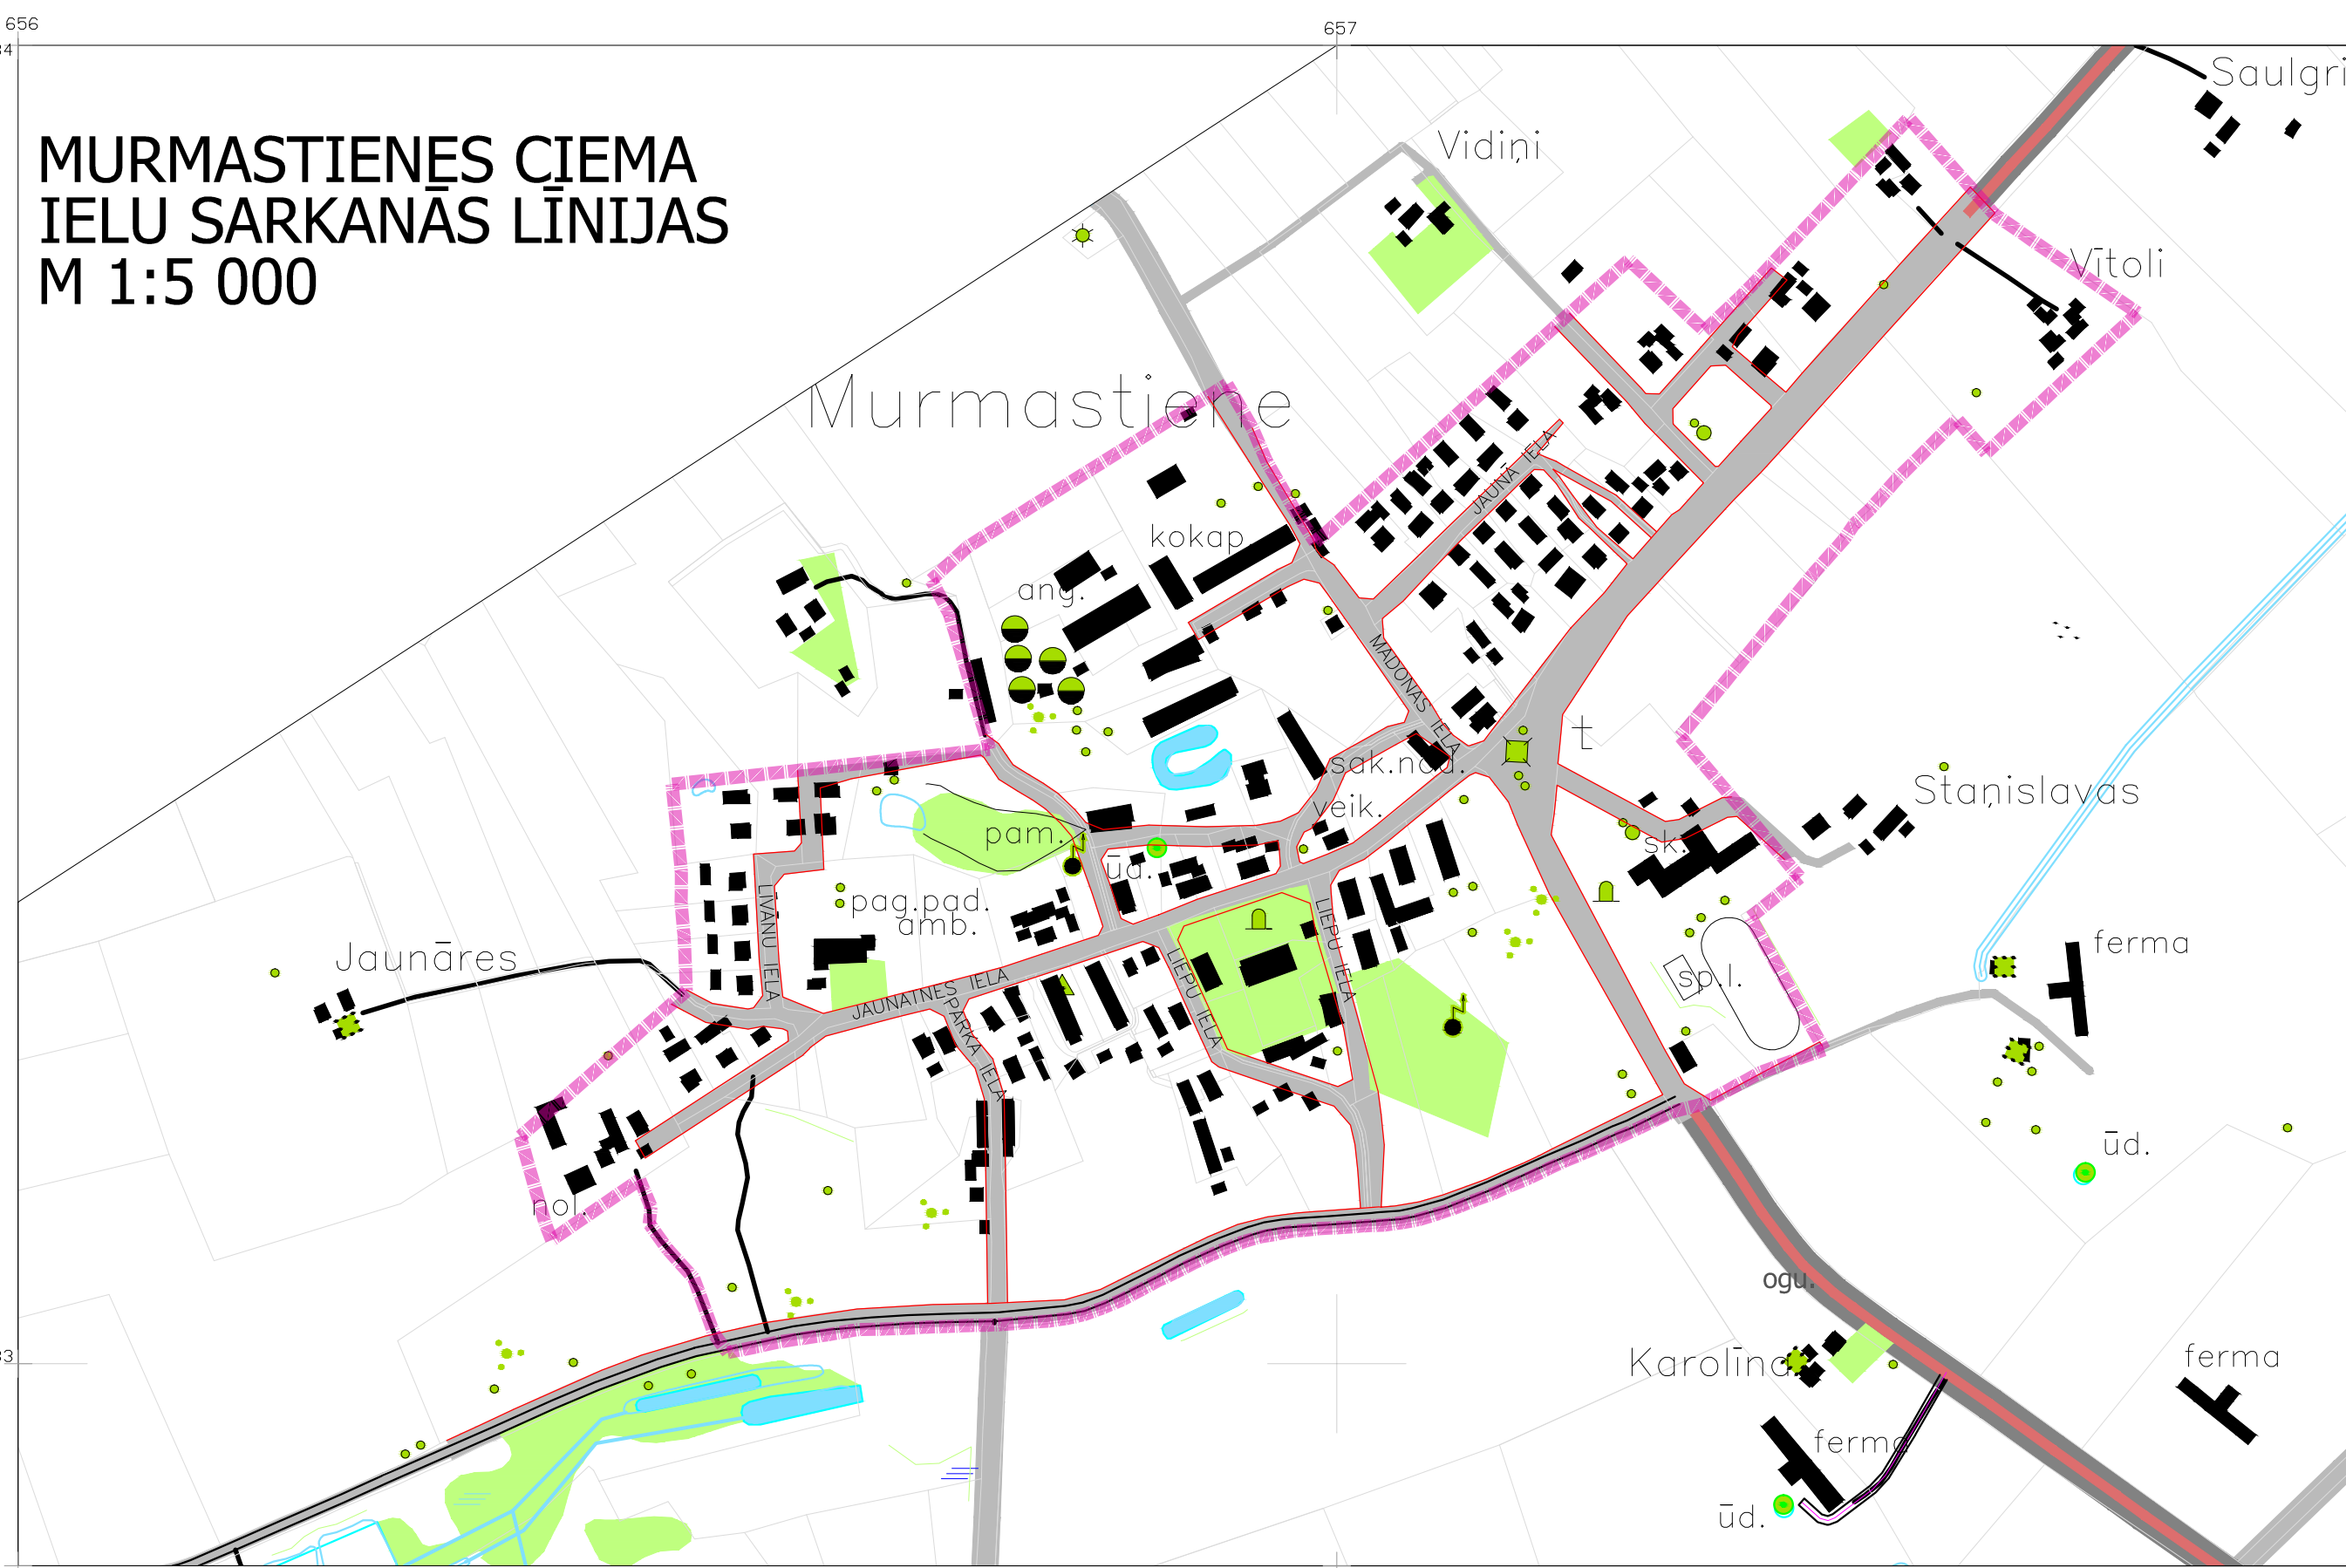 656
657
MURMASTIENES CIEMA
IELU SARKANĀS LĪNIJAS
M 1:5 000
Saulgri
Vidiņi
Vītoli
Murmastiene
JAUNĀ IELA
kokap.
ang.
MADONAS IELA
t
sak.nod.
veik.
Staņislavas
pam.
ūd.
sk.
pag.pad.
amb.
LIEPU IELA
LĪVĀNU IELA
ferma
Jaunāres
sp.l.
LIEPU IELA
JAUNATNES IELA
PARKA IELA
ūd.
nol.
ogu.
Karolīna
ferma
ferma
ūd.